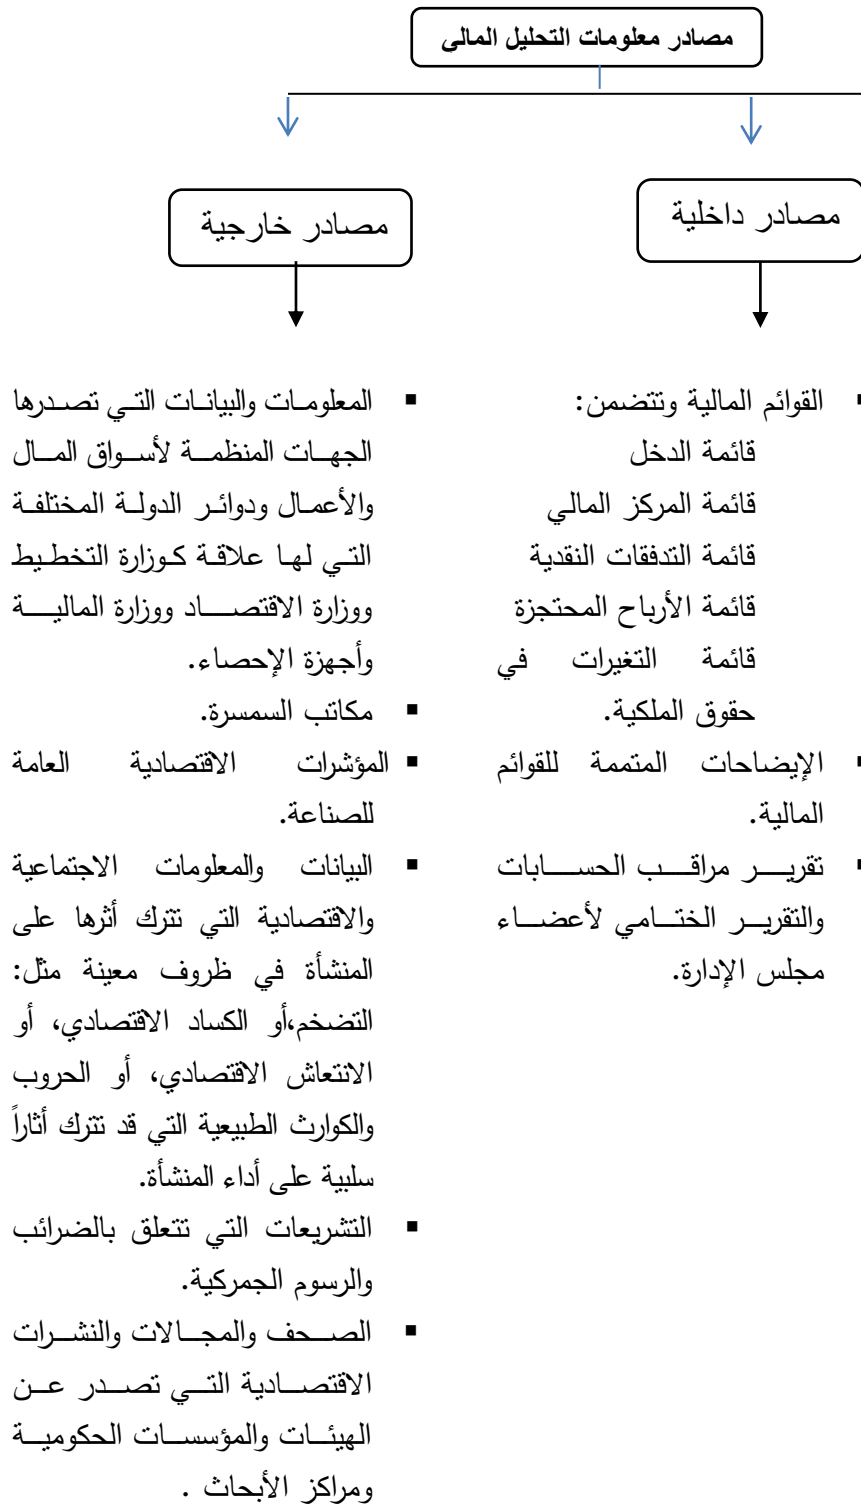 مصادر معلومات التحليل المالى
مصادر داخلية
مصادر خارجية
▪ القوائم المالية وتتضمن:
قائمة الدخل
قائمة المركز المالي
قائمة التدفقات النقدية
قائمة الأرباح المحتجزة
قائمة التغيرات في
حقوق الملكية.
▪ الإيضاحات المتممة للقوائم
المالية.
▪ تقرير مراقب الحسابات
والتقرير الختامي لأعضاء
مجلس الإدارة.
▪ المعلومات والبيانات التي تصدرها
الجهات المنظمة لأسواق المال
والأعمال ودوائر الدولة المختلفة
التي لها علاقة كوزارة التخطيط
ووزارة الاقتصاد ووزارة المالية
وأجهزة الإحصاء.
▪ مكاتب السمسرة.
▪ المؤشرات الاقتصادية العامة
للصناعة.
▪ البيانات والمعلومات الاجتماعية
والاقتصادية التي تترك أثرها على
المنشأة في ظروف معينة مثل:
التضخم،أو الكساد الاقتصادي، أو
الانتعاش الاقتصادي، أو الحروب
والكوارث الطبيعية التي قد تترك أثاراً
سلبية على أداء المنشأة.
▪ التشريعات التي تتعلق بالضرائب
والرسوم الجمركية.
▪ الصحف والمجالات والنشرات
الاقتصادية التي تصدر عن
الهيئات والمؤسسات الحكومية
ومراكز الأبحاث .